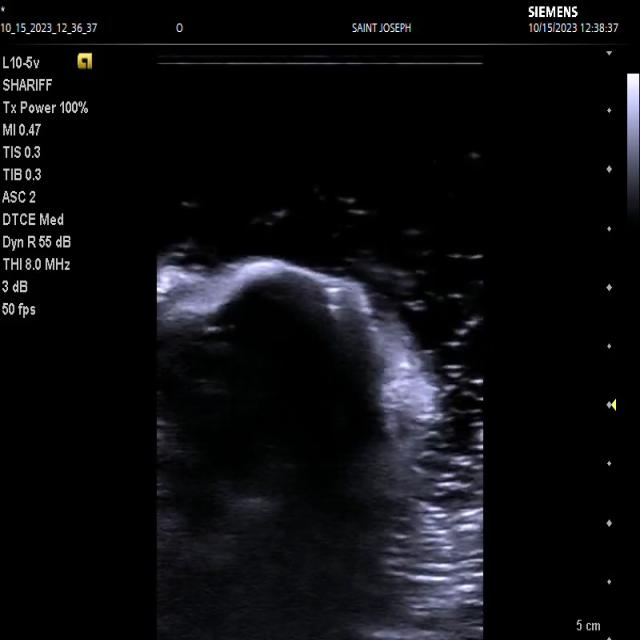 *
SIEMENS
10_15_2023_12_36_37 O SAINT JOSEPH 10/15/2023 12:38:37
L10-5v
SHARIFF
Tx Power 100%
MI 0.47
TIS 0.3
TIB 0.3
ASC 2
DTCE Med
Dyn R 55 dB
THI 8.0 MHz
3 dB
50 fps
5 cm